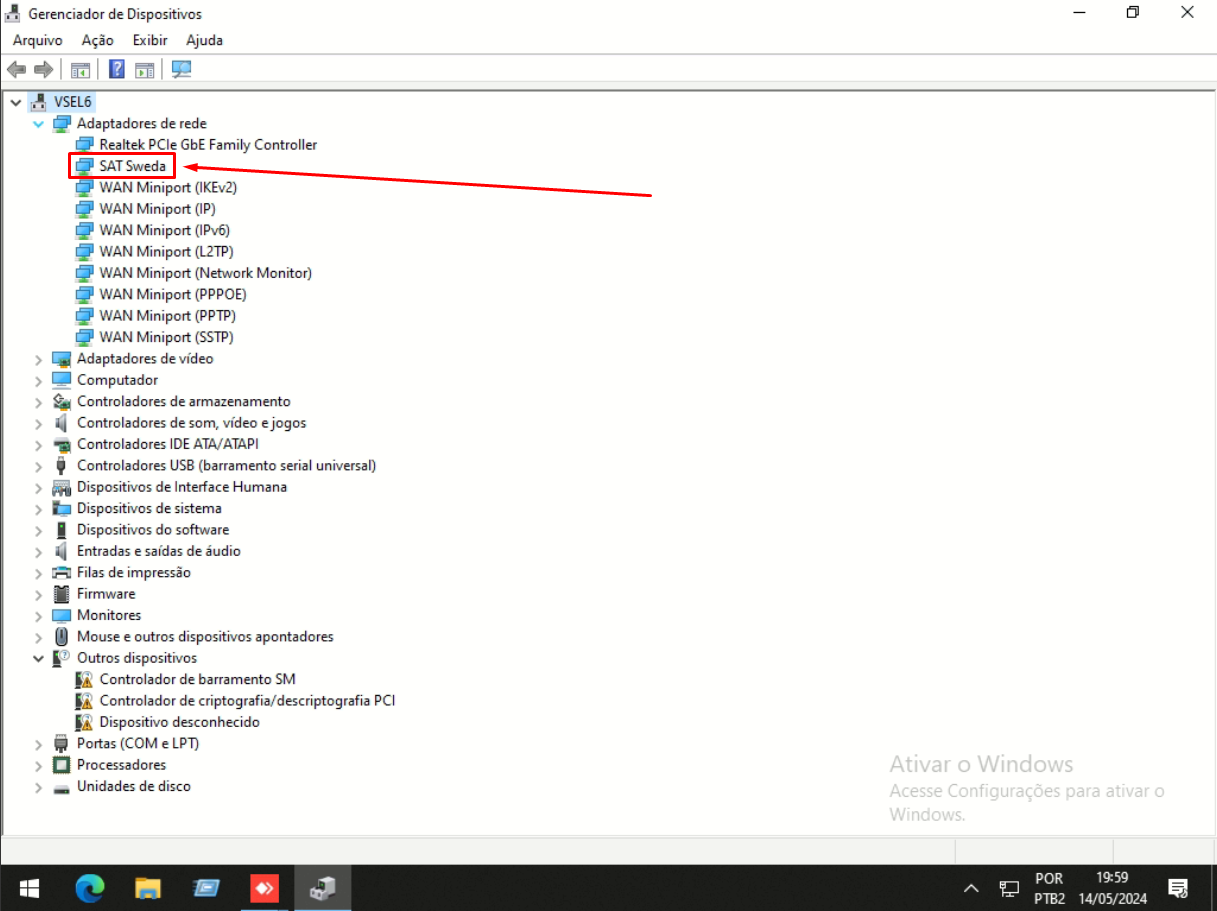 Gerenciador de Dispositivos
Arquivo Ação Exibir Ajuda
VSEL6
Adaptadores de rede
Realtek PCIe GbE Family Controller
SAT Sweda
WAN Miniport (IKEv2)
WAN Miniport (IP)
WAN Miniport (IPv6)
WAN Miniport (L2TP)
WAN Miniport (Network Monitor)
WAN Miniport (PPPOE)
WAN Miniport (PPTP)
WAN Miniport (SSTP)
Adaptadores de vídeo
Computador
Controladores de armazenamento
Controladores de som, vídeo e jogos
Controladores IDE ATA/ATAPI
Controladores USB (barramento serial universal)
Dispositivos de Interface Humana
Dispositivos de sistema
Dispositivos do software
Entradas e saídas de áudio
Filas de impressão
Firmware
Monitores
Mouse e outros dispositivos apontadores
Outros dispositivos
Controlador de barramento SM
Controlador de criptografia/descriptografia PCI
Dispositivo desconhecido
Portas (COM e LPT)
Processadores
Unidades de disco
Ativar o Windows
Acesse Configurações para ativar o
Windows.
POR 19:59
PTB2 14/05/2024